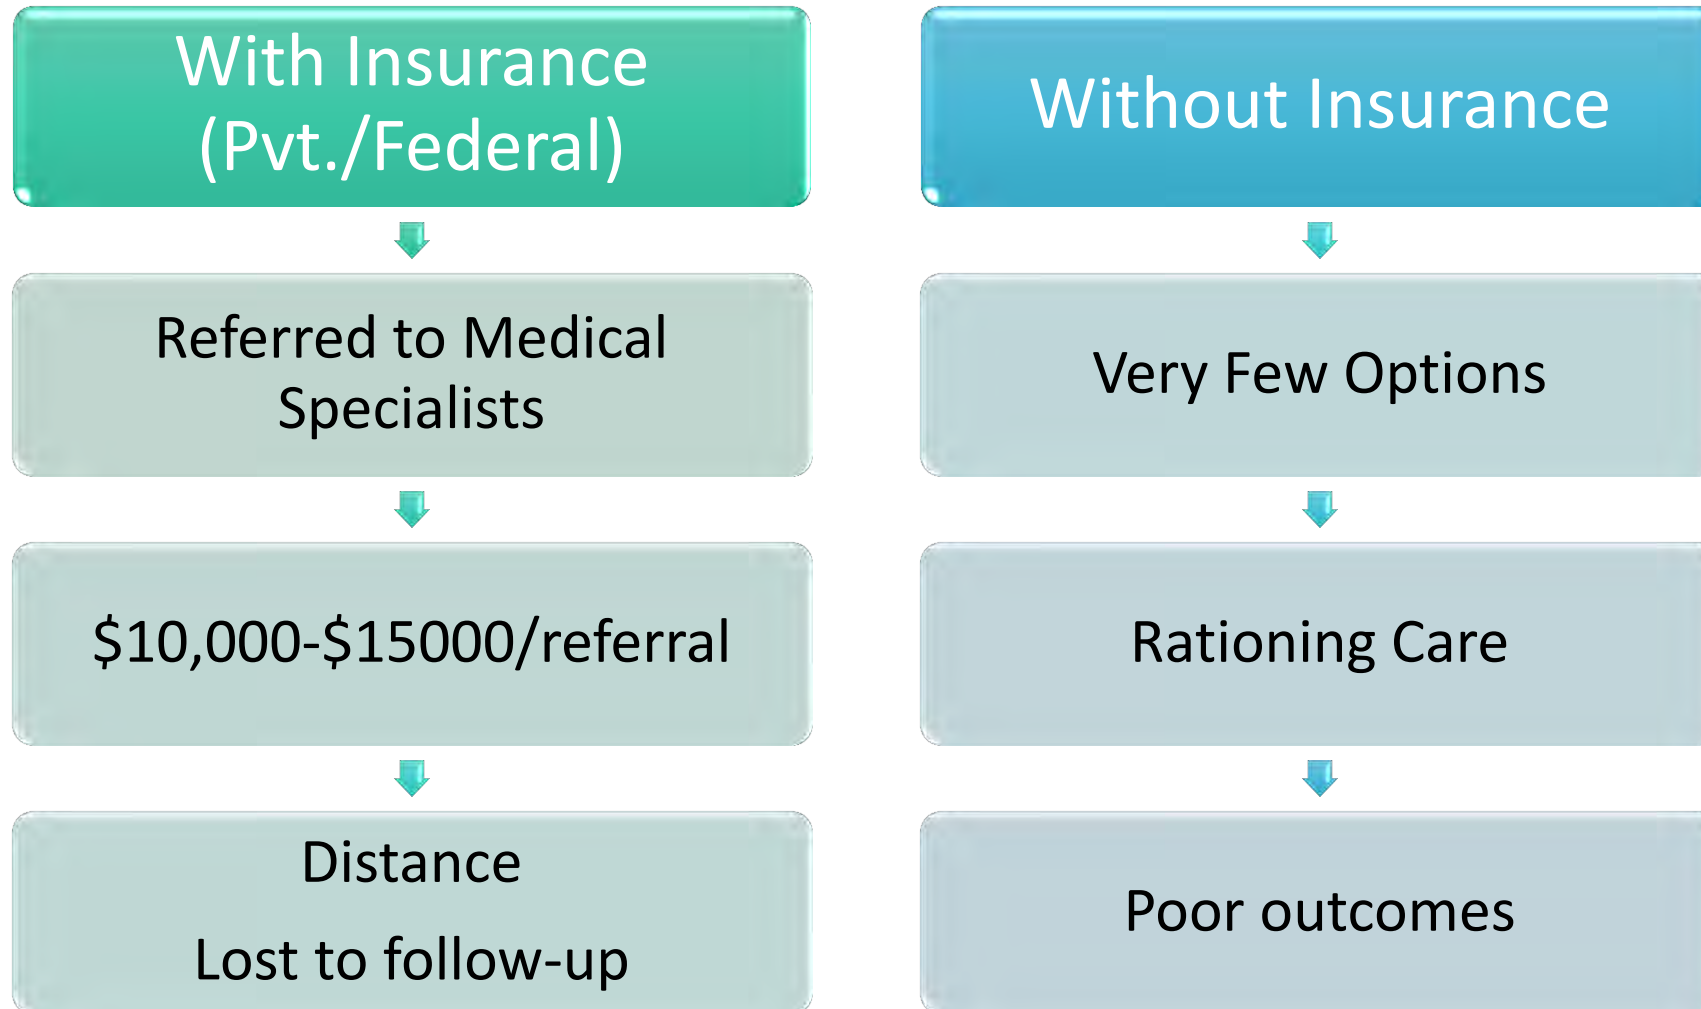 With Insurance
(Pvt./Federal)
Referred to Medical
Specialists
$10,000-$15000/referral
Distance
Lost to follow-up
Without Insurance
Very Few Options
Rationing Care
Poor outcomes